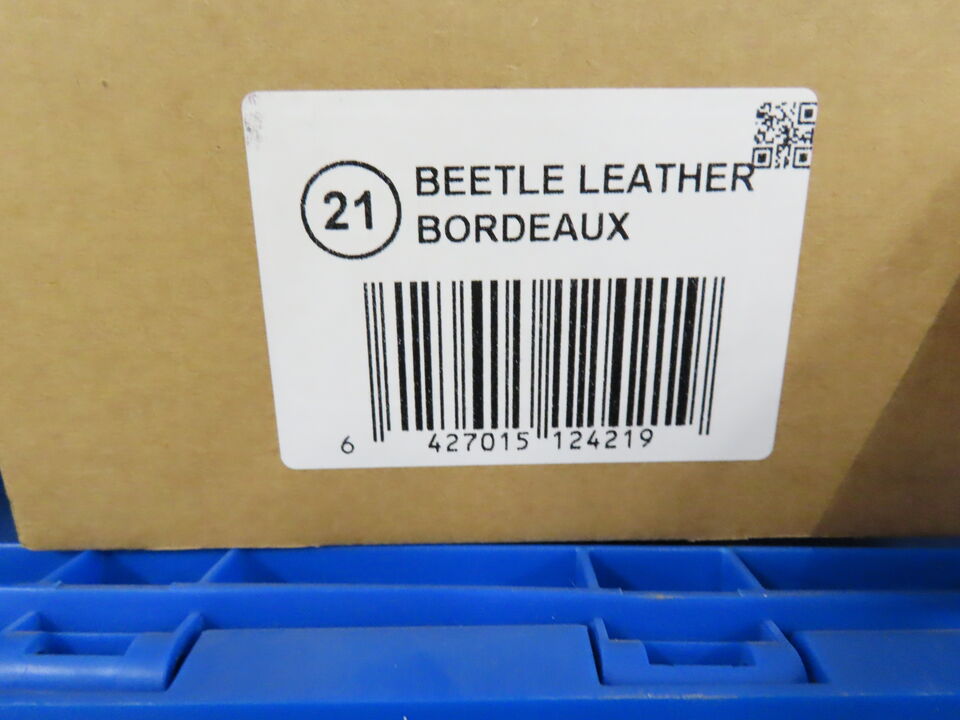 21
BEETLE LEATHER
BORDEAUX
6 427015 124219